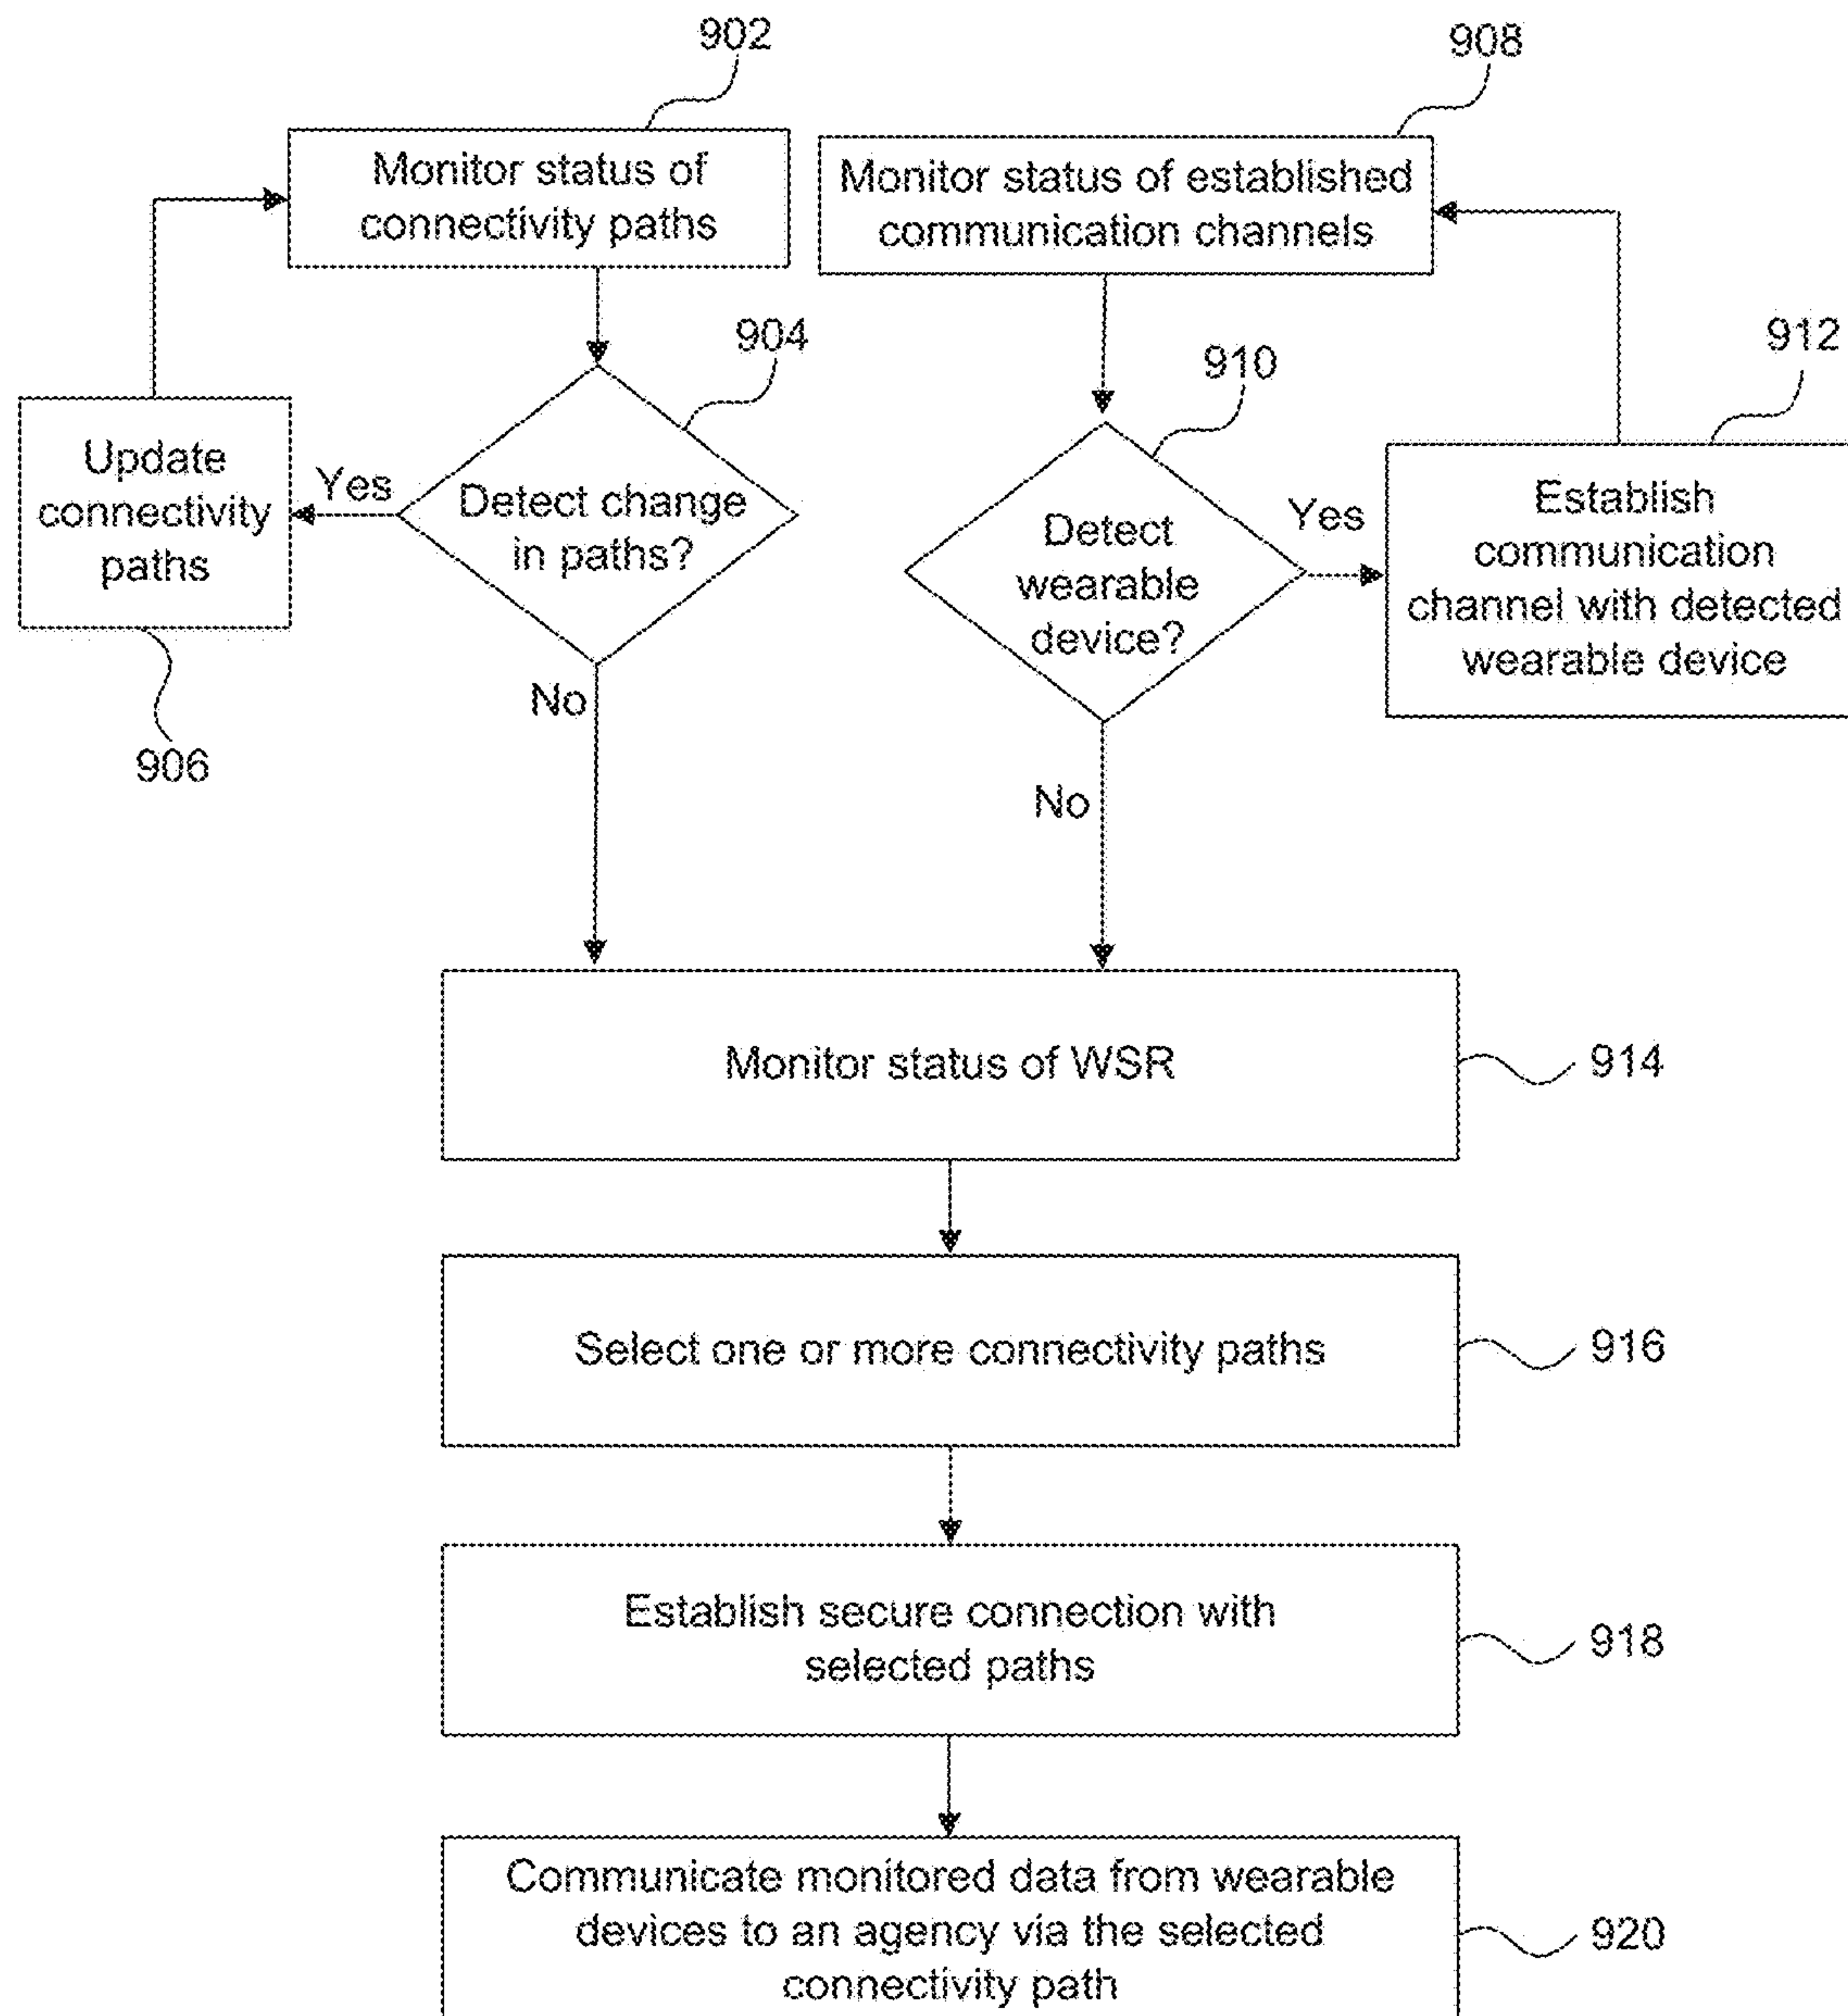 902
908
Monitor status of
connectivity paths
Monitor status of established
communication channels
904
910
912
Update
connectivity
paths
Yes
Detect change
in paths?
Detect
wearable
device?
Yes
Establish
communication
channel with detected
wearable device
906
No
No
Monitor status of WSR
914
Select one or more connectivity paths
916
Establish secure connection with
selected paths
918
Communicate monitored data from wearable
devices to an agency via the selected
connectivity path
920